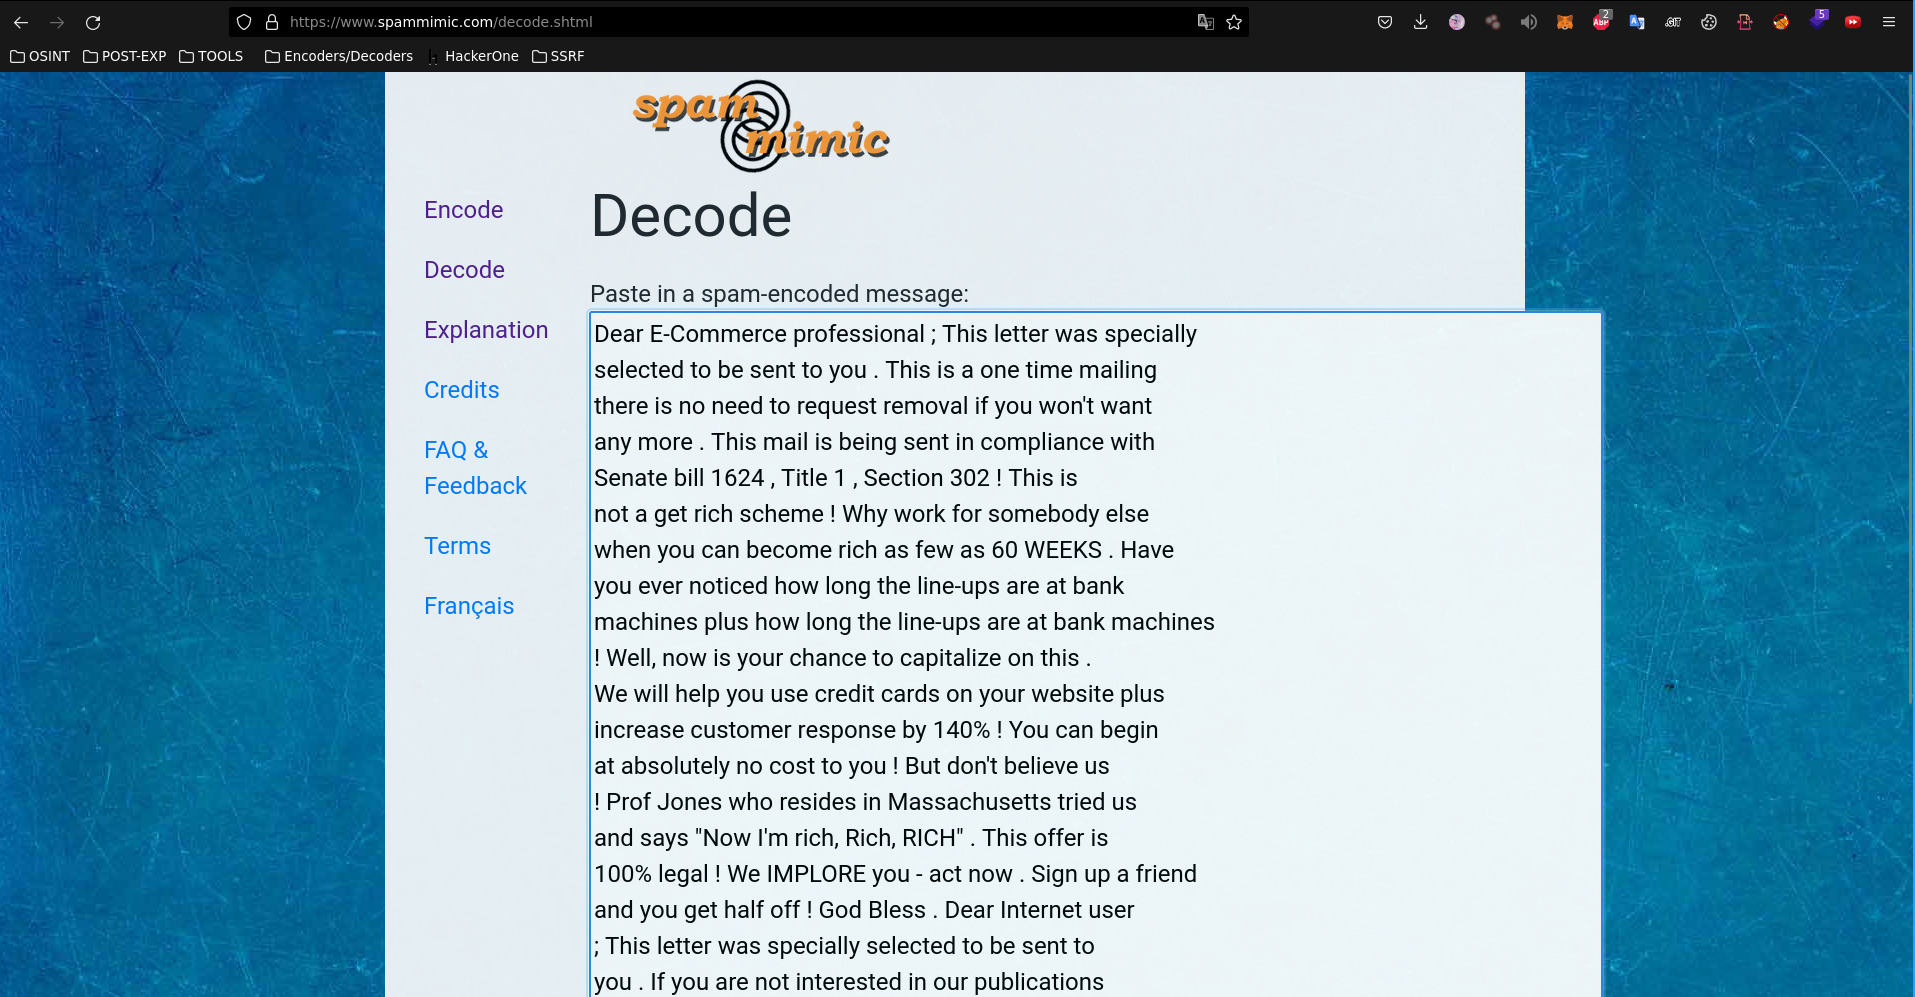 https://www.spammimic.com/decode.shtml
2
5
OSINT POST-EXP TOOLS Encoders/Decoders HackerOne SSRF
spam
mimic
Encode
Decode
Explanation
Credits
FAQ &
Feedback
Terms
Français
Decode
Paste in a spam-encoded message:
Dear E-Commerce professional ; This letter was specially
selected to be sent to you . This is a one time mailing
there is no need to request removal if you won't want
any more . This mail is being sent in compliance with
Senate bill 1624 , Title 1 , Section 302 ! This is
not a get rich scheme ! Why work for somebody else
when you can become rich as few as 60 WEEKS . Have
you ever noticed how long the line-ups are at bank
machines plus how long the line-ups are at bank machines
! Well, now is your chance to capitalize on this .
We will help you use credit cards on your website plus
increase customer response by 140% ! You can begin
at absolutely no cost to you ! But don't believe us
! Prof Jones who resides in Massachusetts tried us
and says "Now I'm rich, Rich, RICH" . This offer is
100% legal ! We IMPLORE you - act now . Sign up a friend
and you get half off ! God Bless . Dear Internet user
; This letter was specially selected to be sent to
you . If you are not interested in our publications